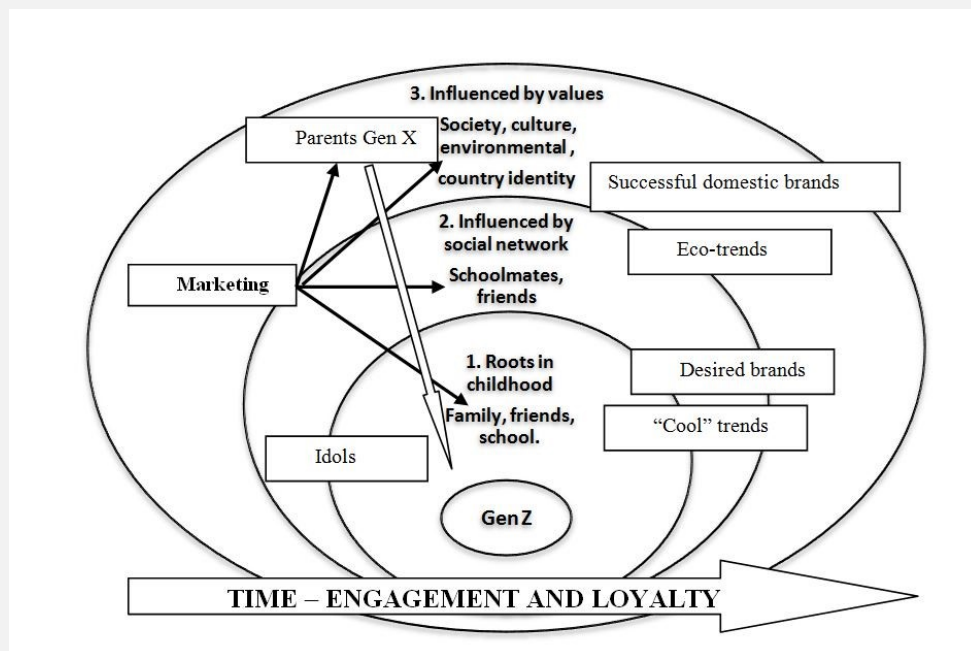 3. Influenced by values
Parents Gen X
Society, culture,
environmental ,
country identity
Successful domestic brands
2. Influenced by
social network
Eco-trends
Marketing
Schoolmates,
friends
1. Roots in
childhood
Desired brands
Family, friends,
school.
“Cool” trends
Idols
Gen Z
TIME – ENGAGEMENT AND LOYALTY